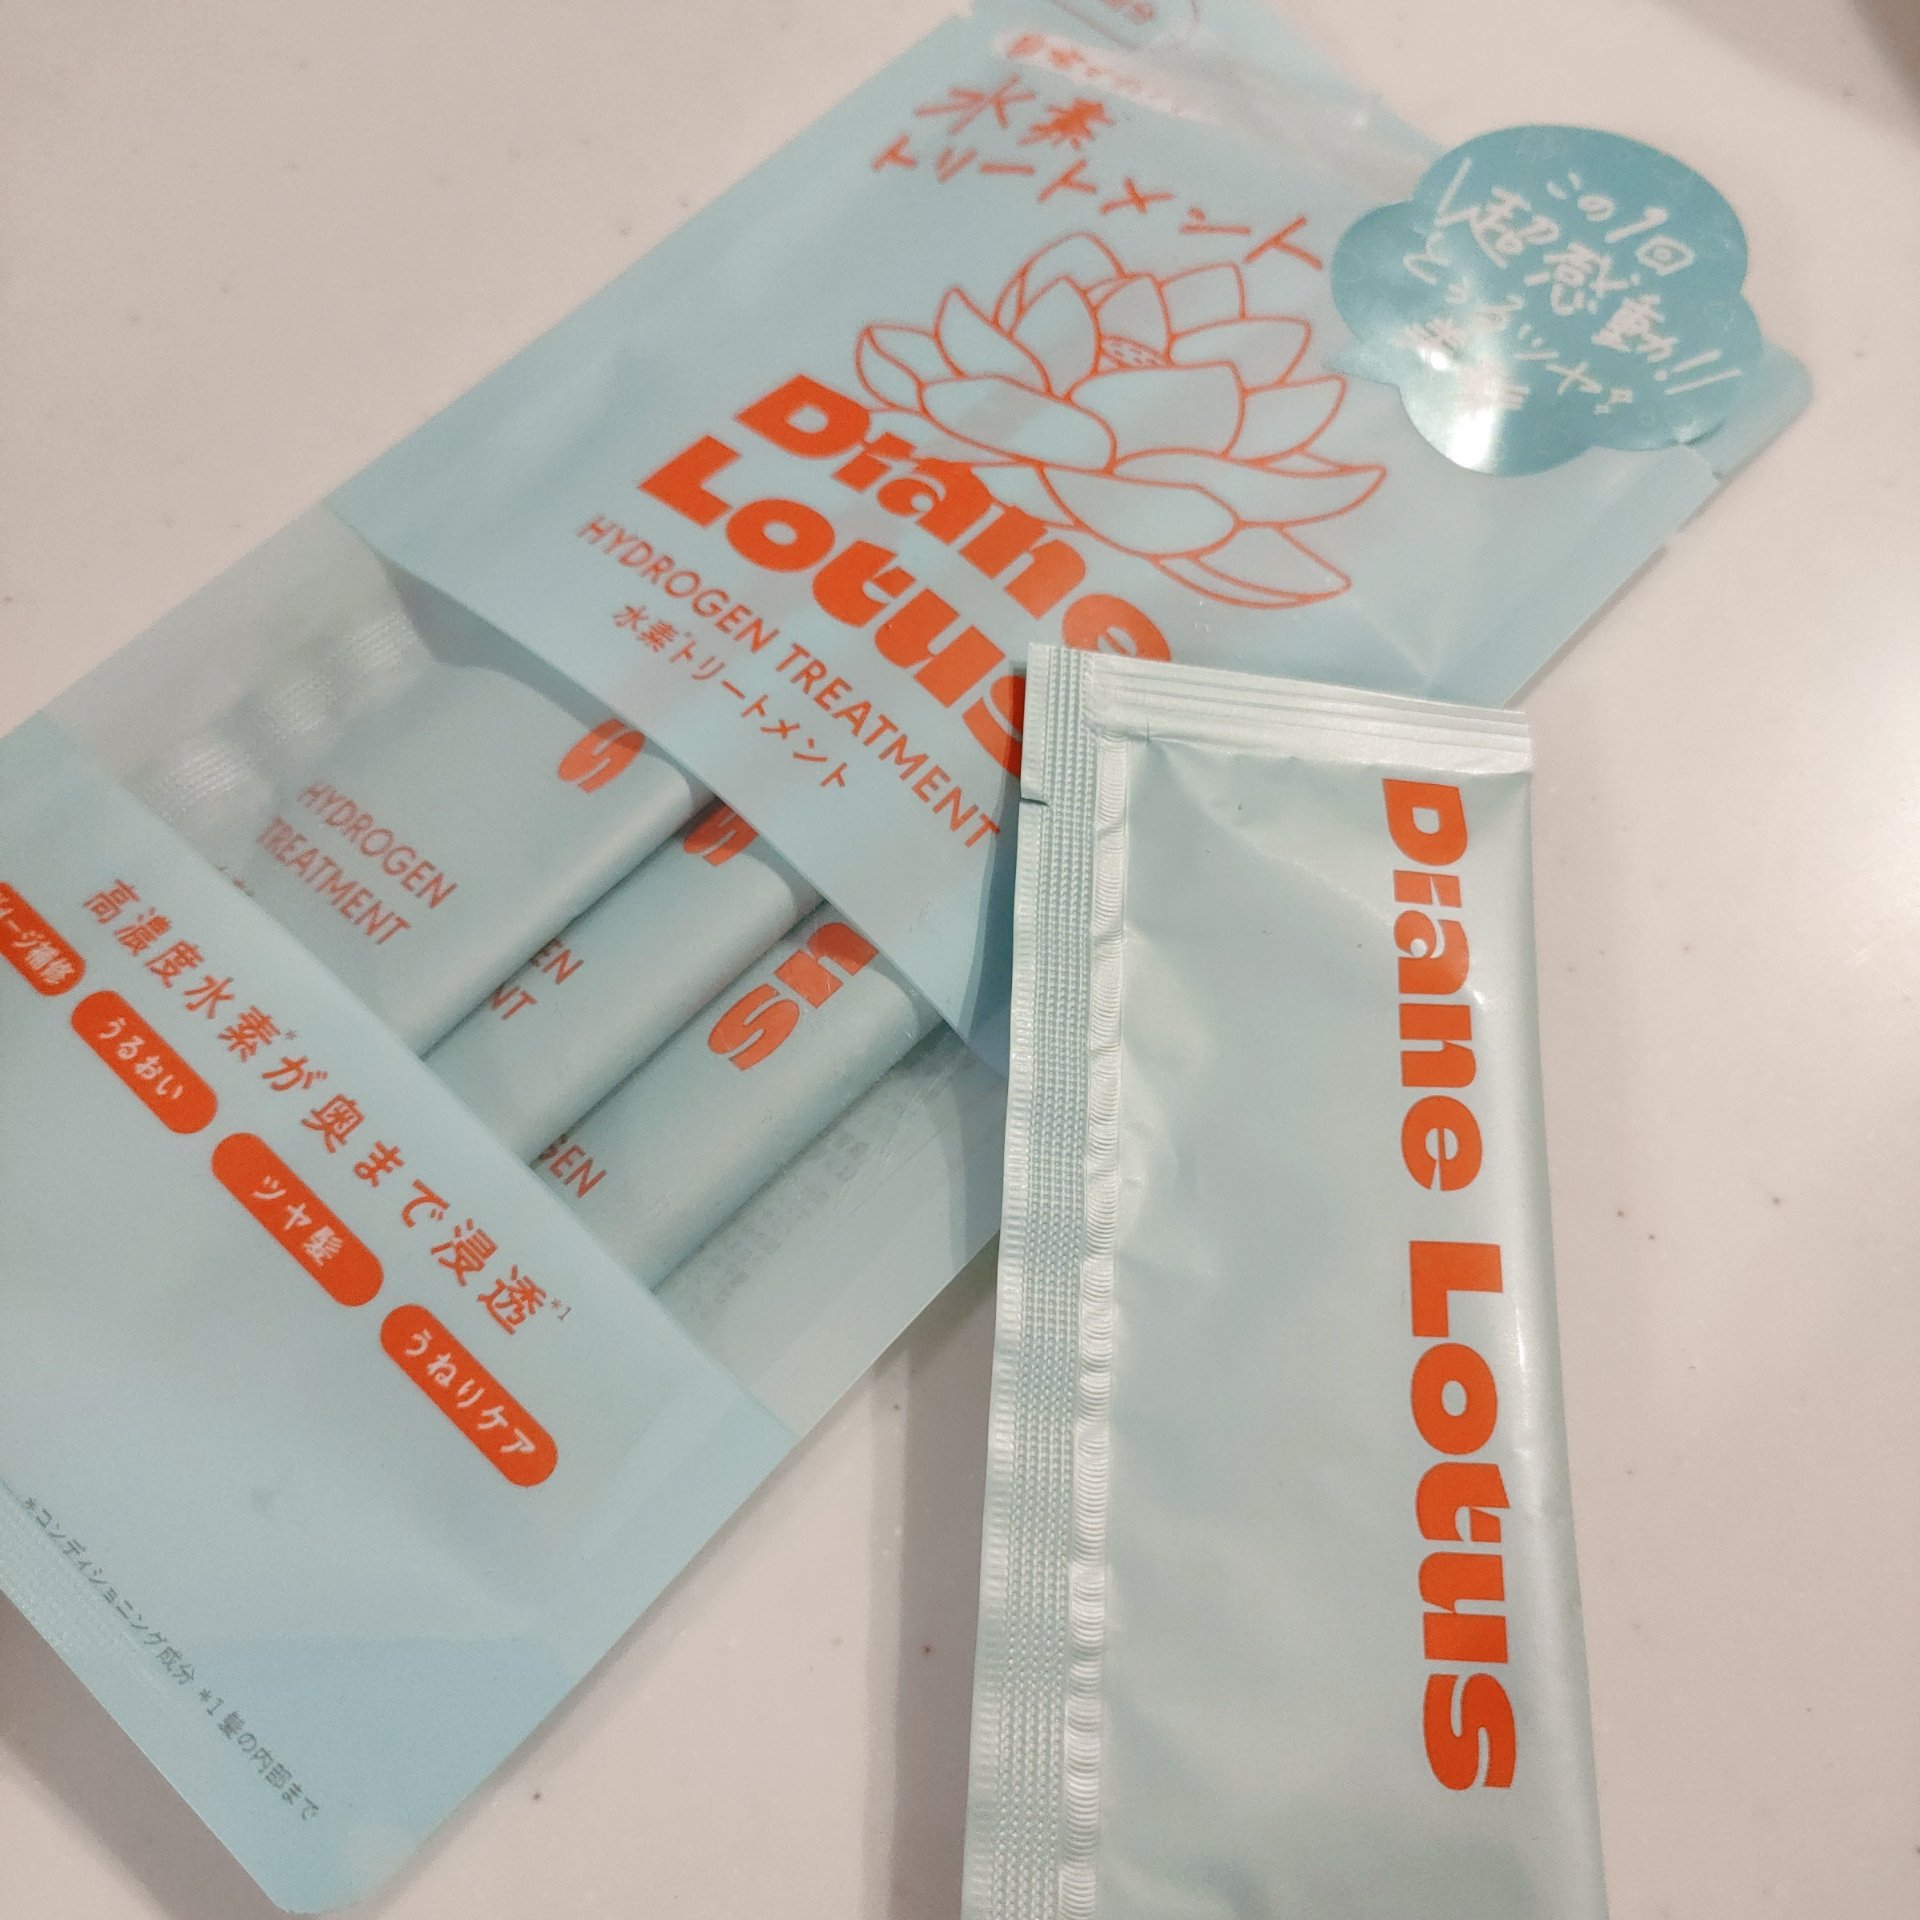 水素
トリートメント
この1回
超感動!!
Diane
Lotus
HYDROGEN TREATMENT
水素*トリートメント
HYDROGEN
TREATMENT
高濃度水素*が奥まで浸透*1
補修
うるおい
ツヤ髪
うねりケア
*コンディショニング成分 *1 髪の内部まで
Diane Lotus